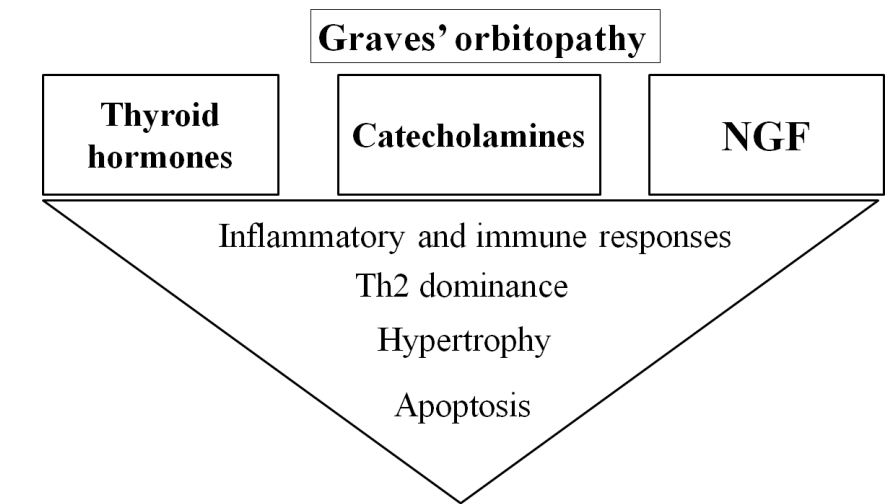 Graves’ orbitopathy
Thyroid
hormones
Catecholamines
NGF
Inflammatory and immune responses
Th2 dominance
Hypertrophy
Apoptosis